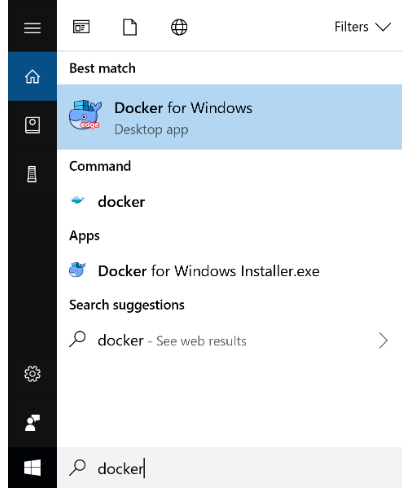 Filters
Best match
Docker for Windows
Desktop app
edge
Command
docker
Apps
Docker for Windows Installer.exe
Search suggestions
docker - See web results
docker